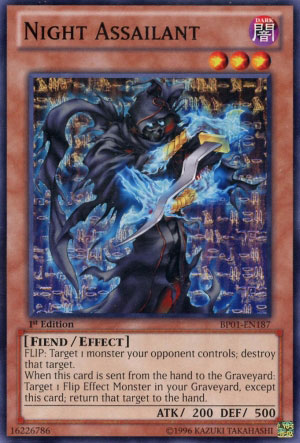 NIGHT ASSAILANT
DARK
闇
1st Edition
BP01-EN187
[FIEND / EFFECT]
FLIP: Target 1 monster your opponent controls; destroy
that target.
When this card is sent from the hand to the Graveyard:
Target 1 Flip Effect Monster in your Graveyard, except
this card; return that target to the hand.
ATK / 200 DEF / 500
16226786
©1996 KAZUKI TAKAHASHI